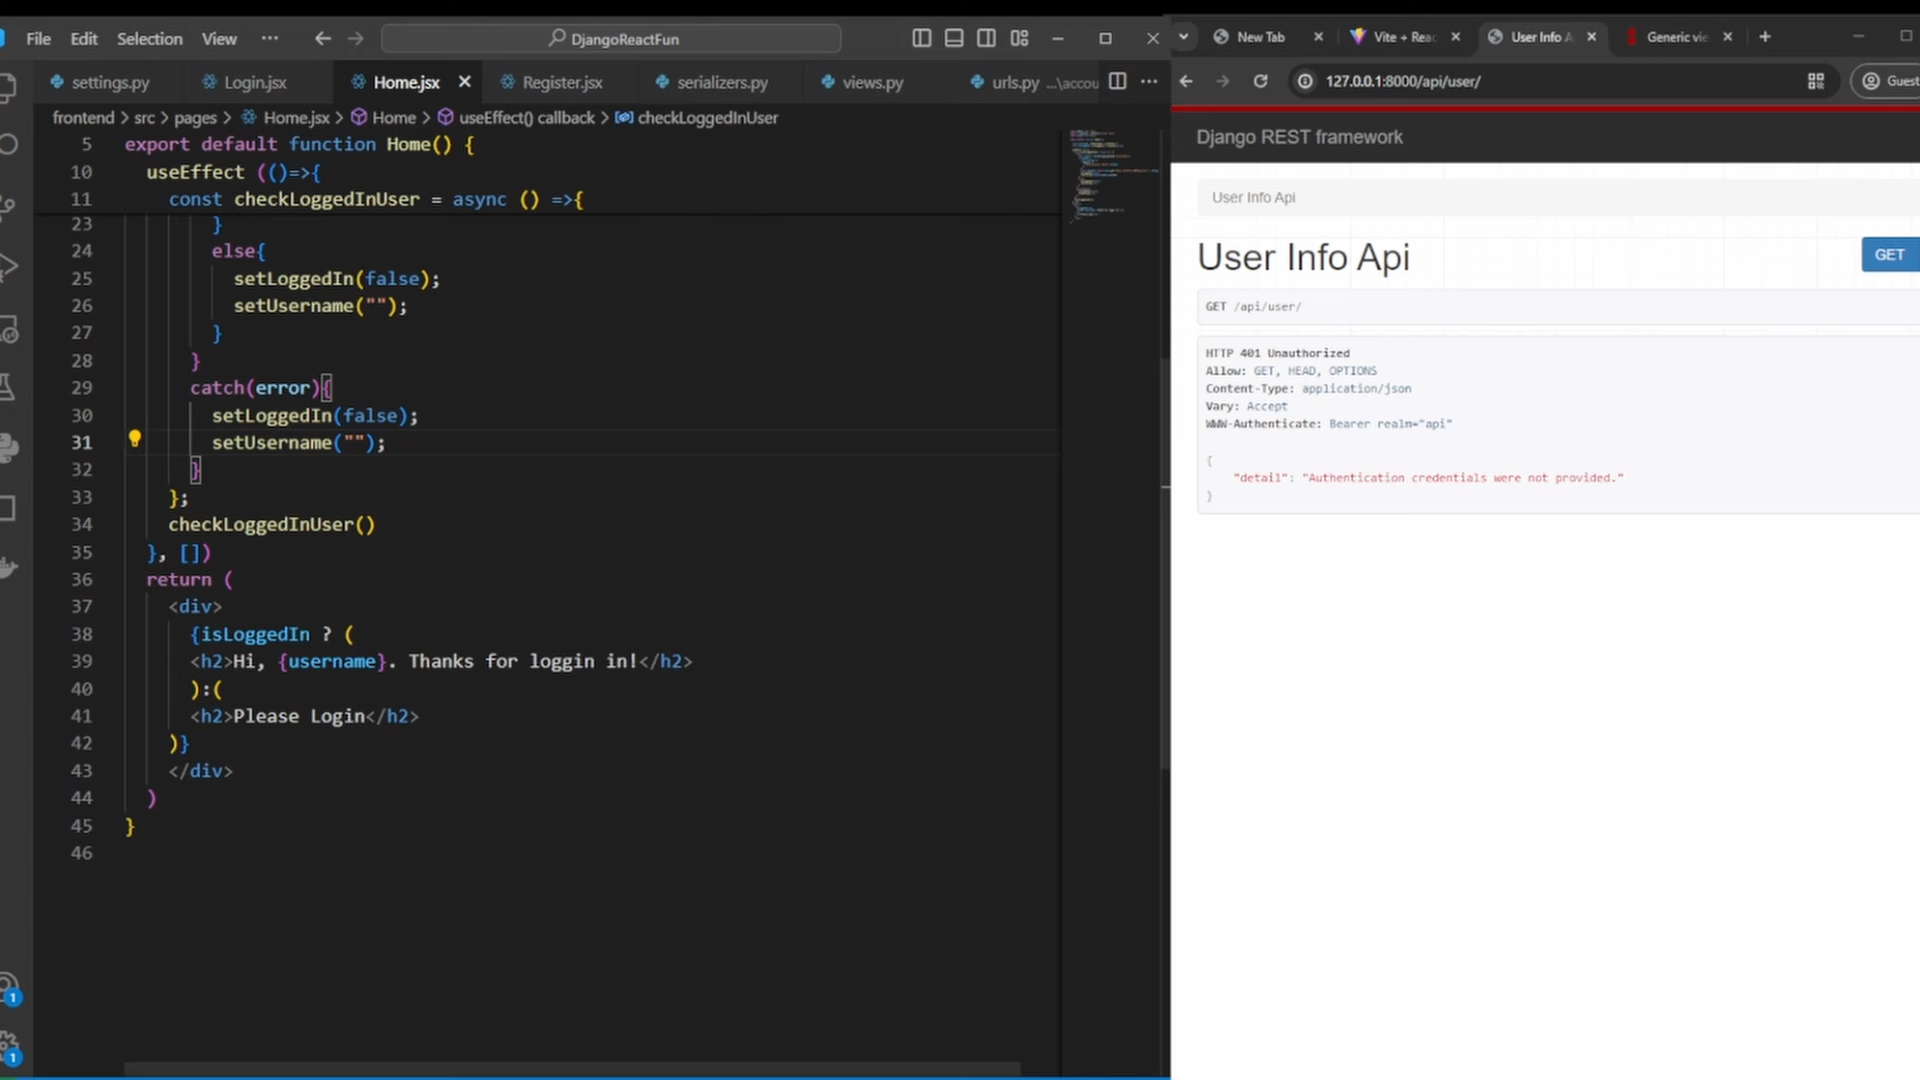 File Edit Selection View ··· DjangoReactFun
settings.py Login.jsx Home.jsx Register.jsx serializers.py views.py urls.py ...\accou ···
frontend > src > pages > Home.jsx > Home > useEffect() callback > checkLoggedInUser
5 export default function Home() {
10 useEffect (()=>{
11 const checkLoggedInUser = async () =>{
23 }
24 else{
25 setLoggedIn(false);
26 setUsername("");
27 }
28 }
29 catch(error){
30 setLoggedIn(false);
31 setUsername("");
32 }
33 };
34 checkLoggedInUser()
35 }, [])
36 return (
37 <div>
38 {isLoggedIn ? (
39 <h2>Hi, {username}. Thanks for loggin in!</h2>
40 ):(
41 <h2>Please Login</h2>
42 )}
43 </div>
44 )
45 }
46
1
1
New Tab Vite + Reac User Info A Generic vie
127.0.0.1:8000/api/user/ Guest
Django REST framework
User Info Api
User Info Api
GET
GET /api/user/
HTTP 401 Unauthorized
Allow: GET, HEAD, OPTIONS
Content-Type: application/json
Vary: Accept
WWW-Authenticate: Bearer realm="api"
{
"detail": "Authentication credentials were not provided."
}